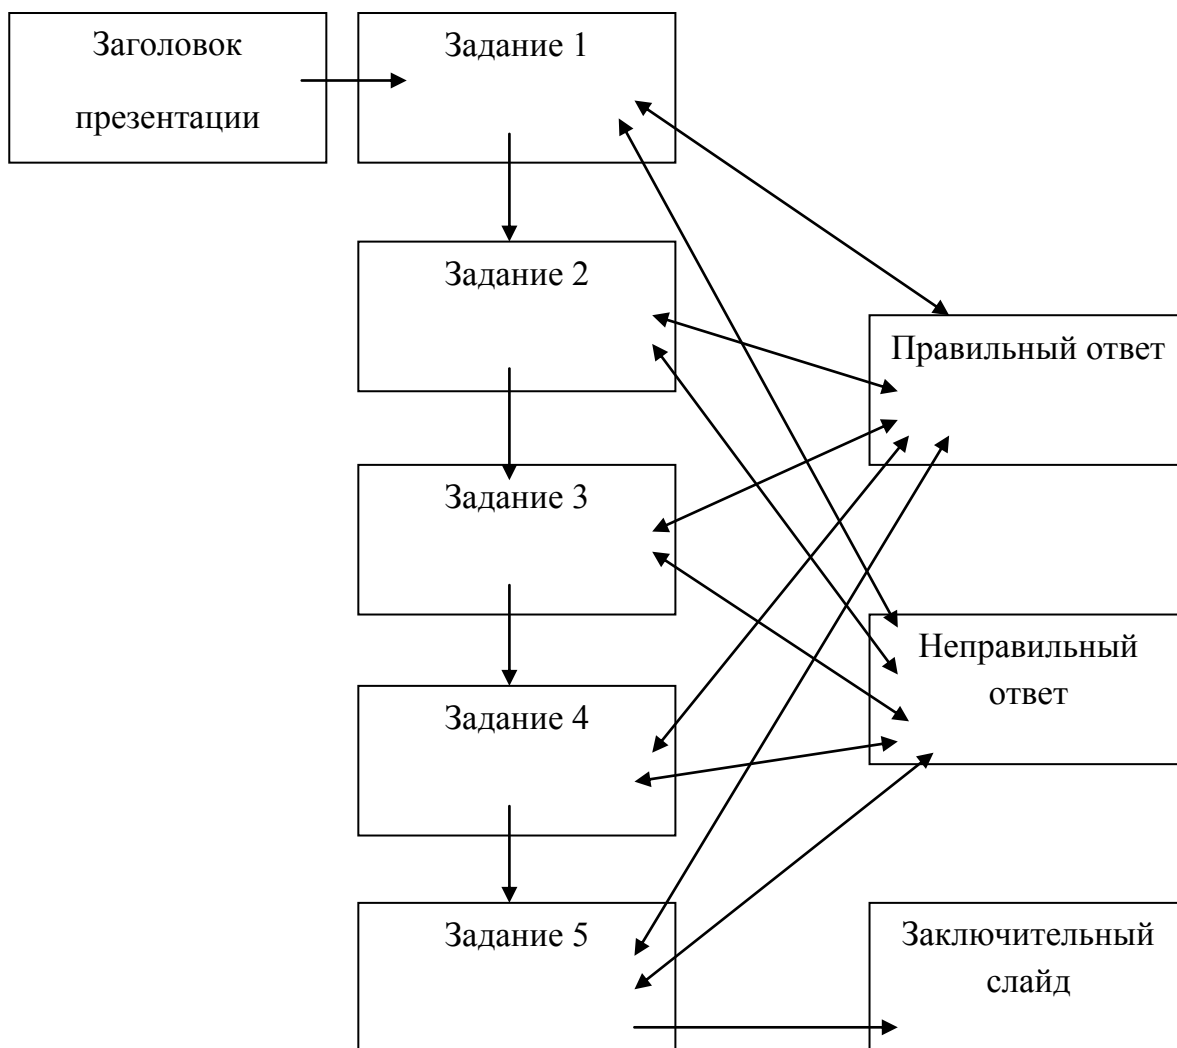 Заголовок
презентации
Задание 1
Задание 2
Правильный ответ
Задание 3
Неправильный
ответ
Задание 4
Задание 5
Заключительный
слайд